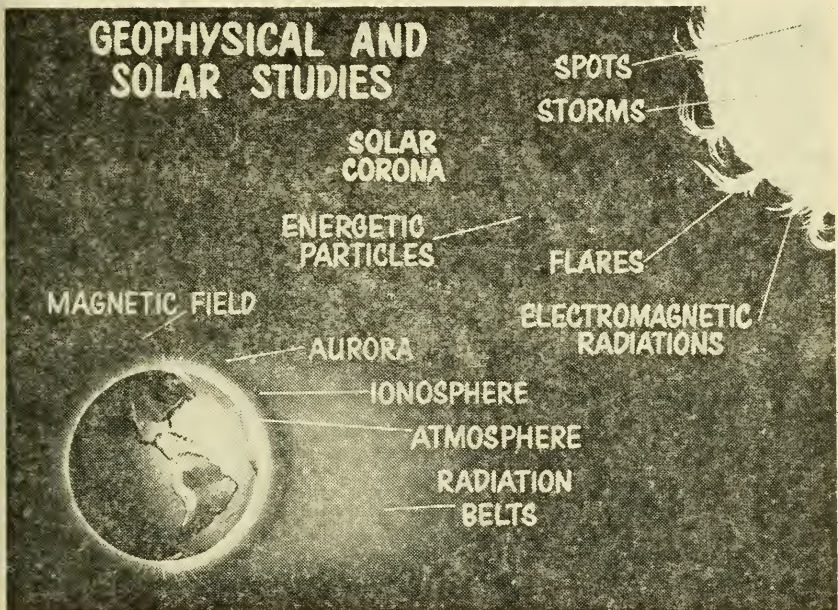 GEOPHYSICAL AND
SOLAR STUDIES
SPOTS
STORMS
SOLAR
CORONA
ENERGETIC
PARTICLES
FLARES
MAGNETIC FIELD
ELECTROMAGNETIC
RADIATIONS
AURORA
IONOSPHERE
ATMOSPHERE
RADIATION
BELTS